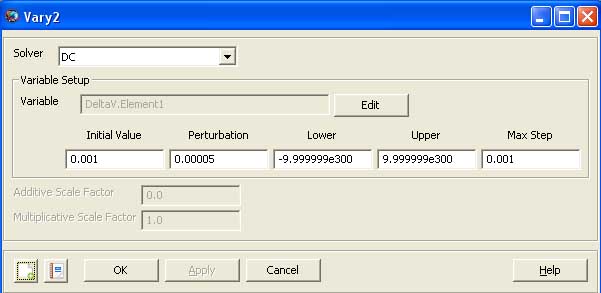 Vary2
Solver DC
Variable Setup
Variable DeltaV.Element1 Edit
Initial Value Perturbation Lower Upper Max Step
0.001 0.00005 -9.999999e300 9.999999e300 0.001
Additive Scale Factor 0.0
Multiplicative Scale Factor 1.0
OK Apply Cancel Help